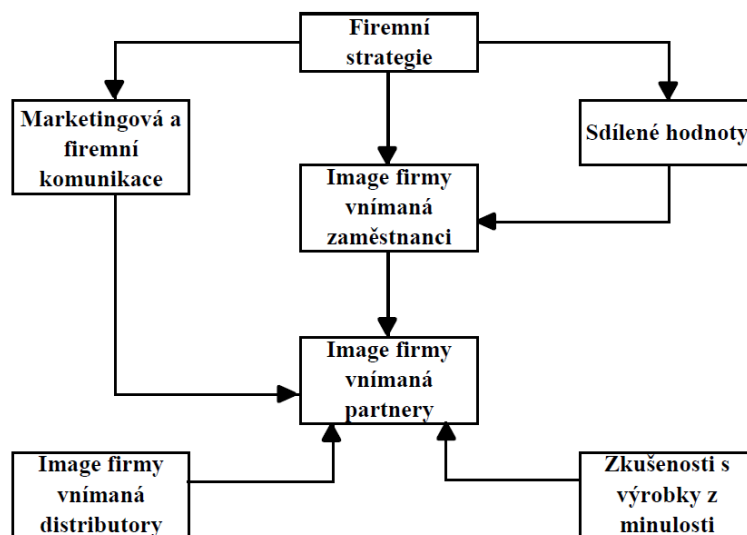 Firemní
strategie
Marketingová a
firemní
komunikace
Sdílené hodnoty
Image firmy
vnímaná
zaměstnanci
Image firmy
vnímaná
partnery
Image firmy
vnímaná
distributory
Zkušenosti s
výrobky z
minulosti